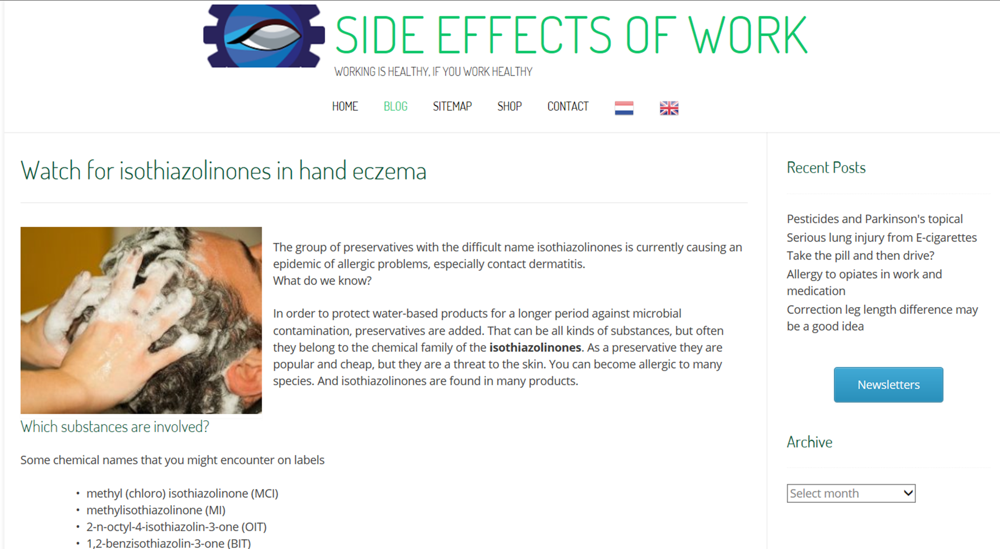 SIDE EFFECTS OF WORK
WORKING IS HEALTHY, IF YOU WORK HEALTHY
HOME BLOG SITEMAP SHOP CONTACT
Watch for isothiazolinones in hand eczema
The group of preservatives with the difficult name isothiazolinones is currently causing an
epidemic of allergic problems, especially contact dermatitis.
What do we know?
In order to protect water-based products for a longer period against microbial
contamination, preservatives are added. That can be all kinds of substances, but often
they belong to the chemical family of the isothiazolinones. As a preservative they are
popular and cheap, but they are a threat to the skin. You can become allergic to many
species. And isothiazolinones are found in many products.
Which substances are involved?
Some chemical names that you might encounter on labels
• methyl (chloro) isothiazolinone (MCI)
• methylisothiazolinone (MI)
• 2-n-octyl-4-isothiazolin-3-one (OIT)
• 1,2-benzisothiazolin-3-one (BIT)
Recent Posts
Pesticides and Parkinson's topical
Serious lung injury from E-cigarettes
Take the pill and then drive?
Allergy to opiates in work and
medication
Correction leg length difference may
be a good idea
Newsletters
Archive
Select month